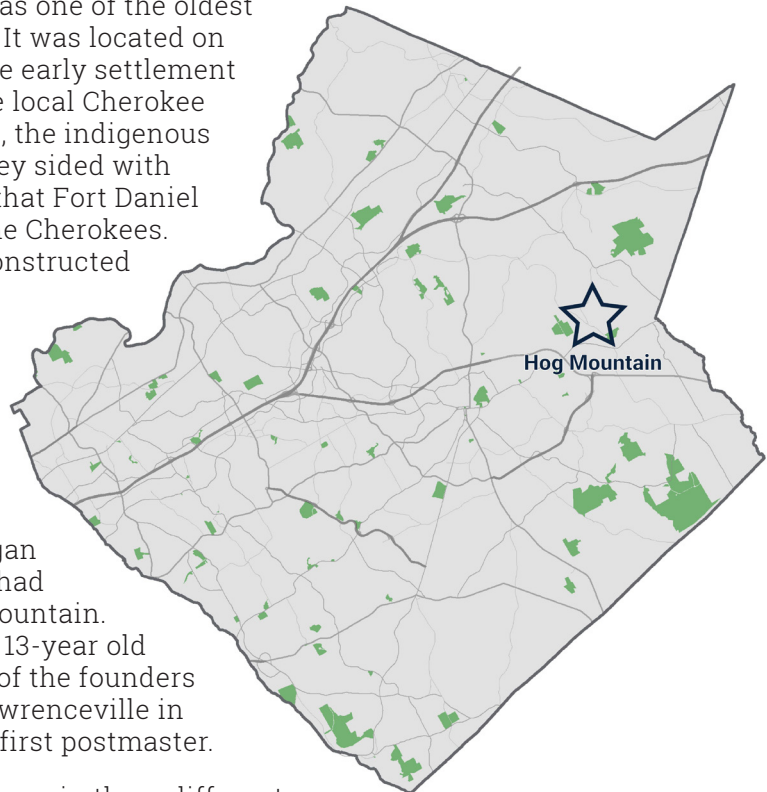 as one of the oldest
It was located on
e early settlement
e local Cherokee
, the indigenous
ey sided with
that Fort Daniel
e Cherokees.
onstructed
Hog Mountain
gan
had
ountain.
13-year old
of the founders
wrenceville in
first postmaster.